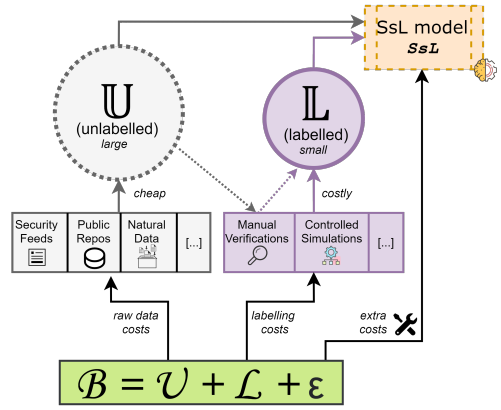 SsL model
SsL
𝕌
(unlabelled)
large
𝕃
(labelled)
small
cheap
costly
Security
Feeds
Public
Repos
Natural
Data
[...]
Manual
Verifications
Controlled
Simulations
[...]
raw data
costs
labelling
costs
extra
costs
ℬ = 𝒰 + ℒ + ε